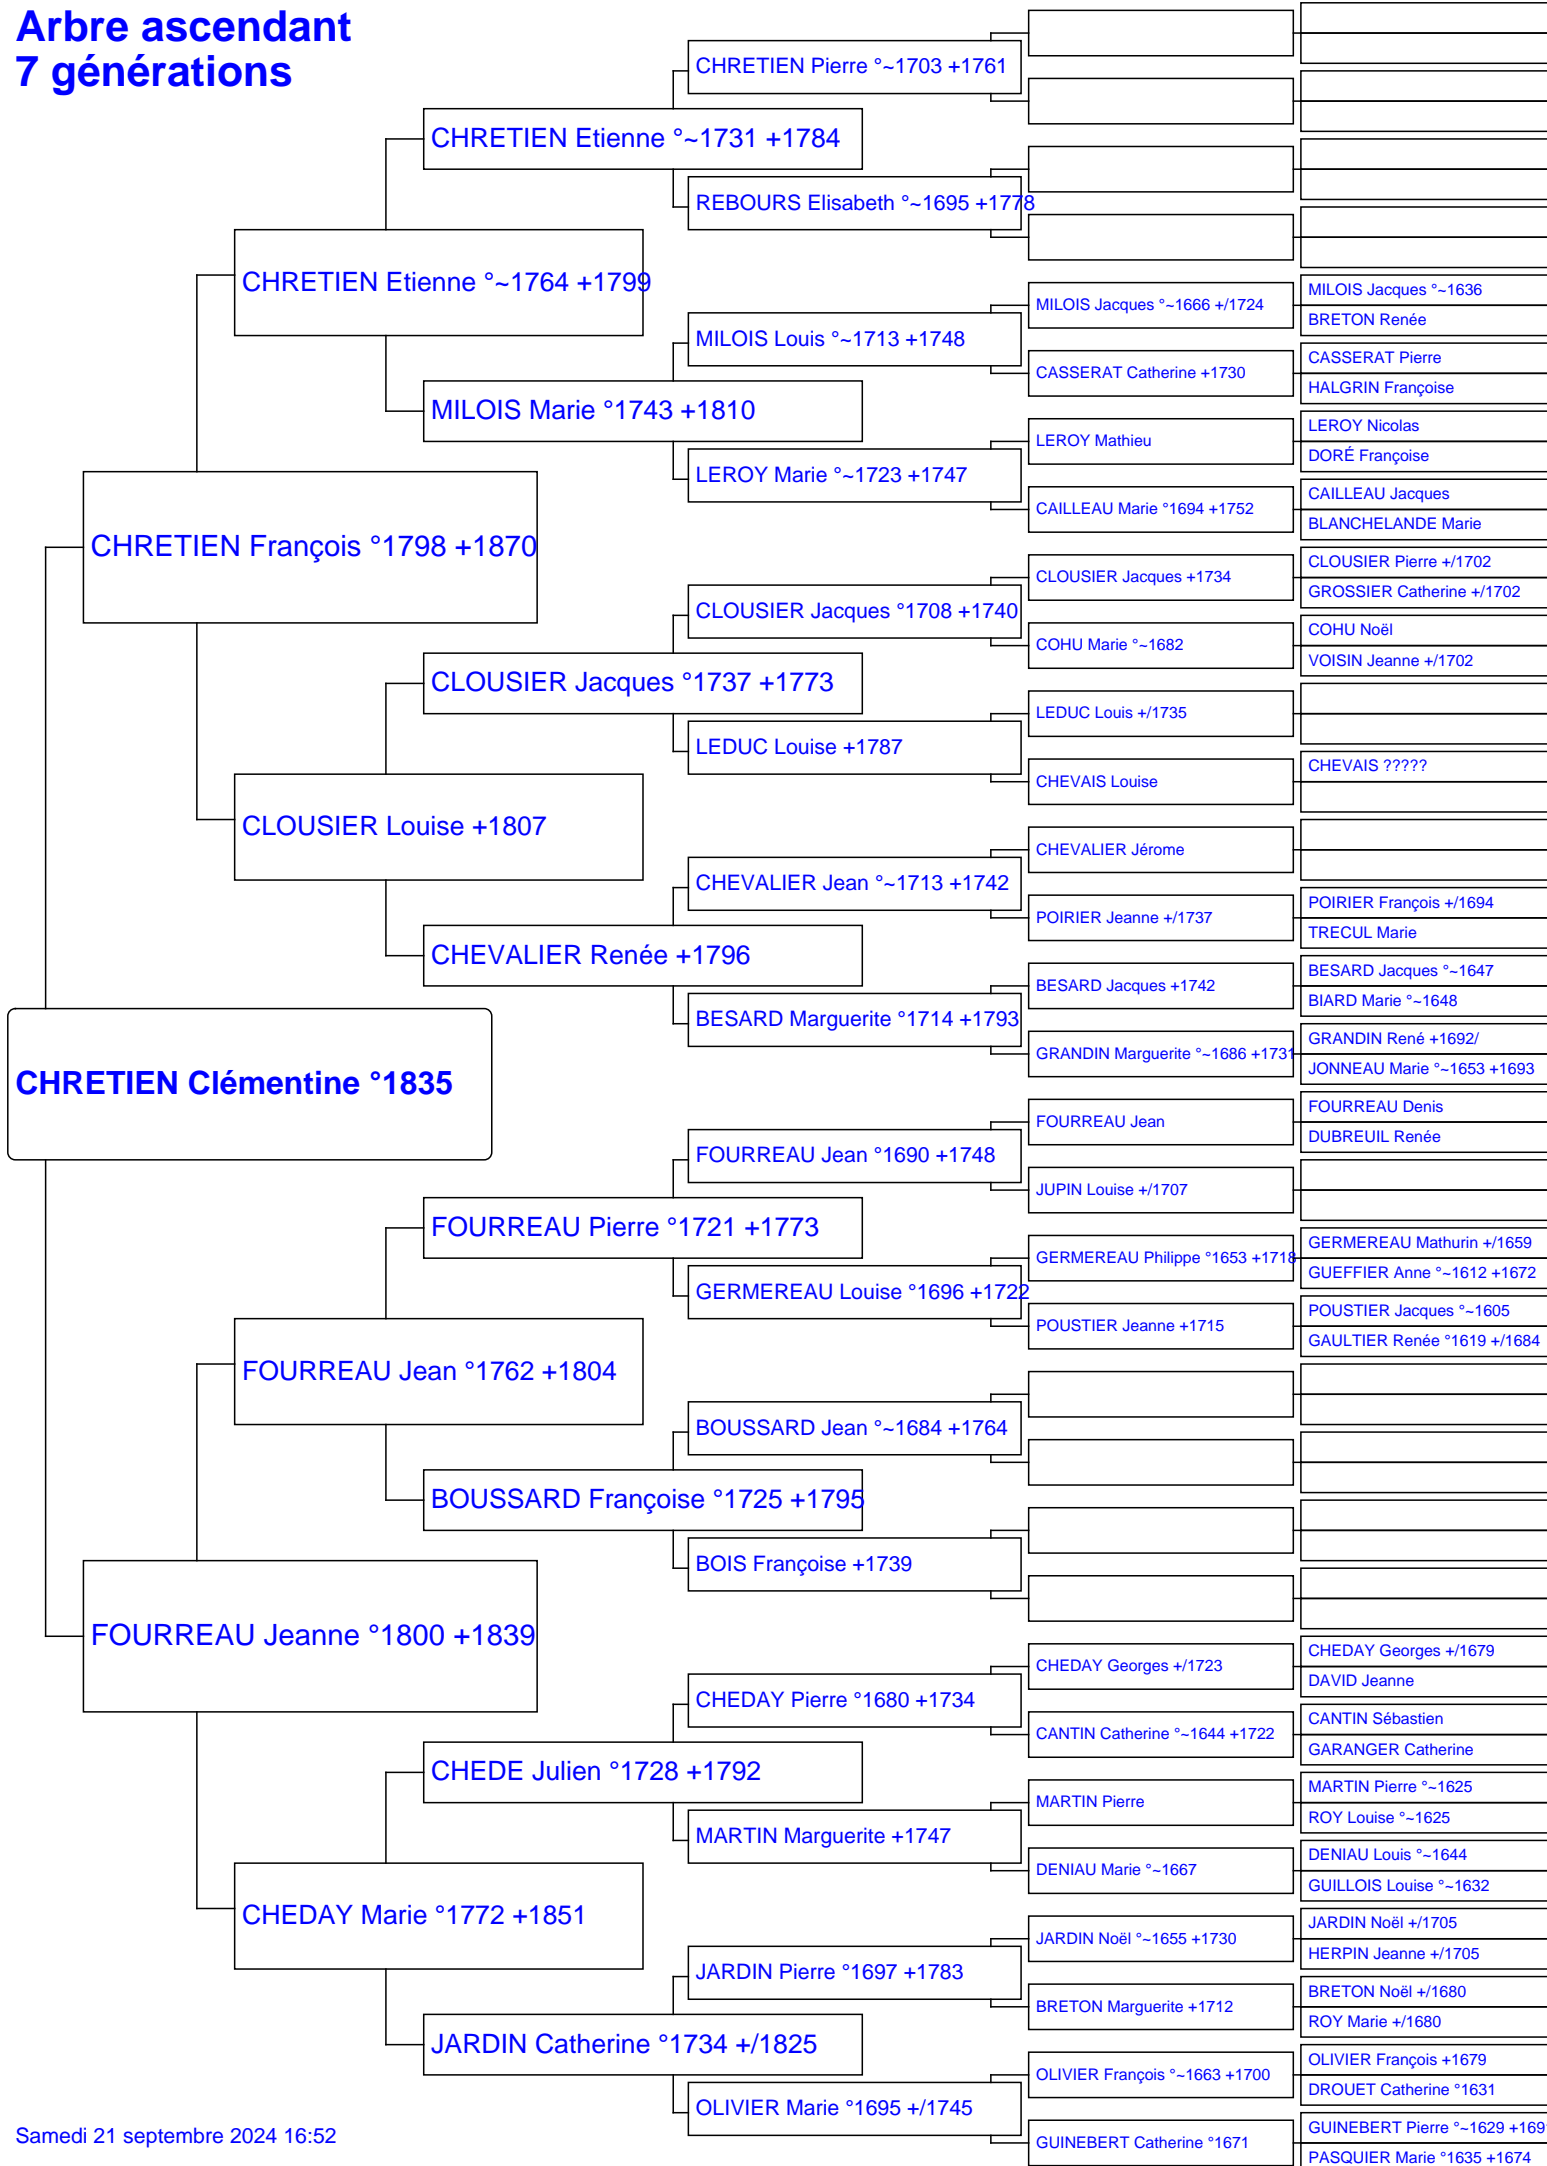 Arbre ascendant
7 générations
CHRETIEN Clémentine °1835
CHRETIEN François °1798 +1870
FOURREAU Jeanne °1800 +1839
CHRETIEN Etienne °~1764 +1799
CLOUSIER Louise +1807
FOURREAU Jean °1762 +1804
CHEDAY Marie °1772 +1851
CHRETIEN Etienne °~1731 +1784
MILOIS Marie °1743 +1810
CLOUSIER Jacques °1737 +1773
CHEVALIER Renée +1796
FOURREAU Pierre °1721 +1773
BOUSSARD Françoise °1725 +1795
CHEDE Julien °1728 +1792
JARDIN Catherine °1734 +/1825
CHRETIEN Pierre °~1703 +1761
REBOURS Elisabeth °~1695 +1778
MILOIS Louis °~1713 +1748
LEROY Marie °~1723 +1747
CLOUSIER Jacques °1708 +1740
LEDUC Louise +1787
CHEVALIER Jean °~1713 +1742
BESARD Marguerite °1714 +1793
FOURREAU Jean °1690 +1748
GERMEREAU Louise °1696 +1722
BOUSSARD Jean °~1684 +1764
BOIS Françoise +1739
CHEDAY Pierre °1680 +1734
MARTIN Marguerite +1747
JARDIN Pierre °1697 +1783
OLIVIER Marie °1695 +/1745
MILOIS Jacques °~1666 +/1724
CASSERAT Catherine +1730
LEROY Mathieu
CAILLEAU Marie °1694 +1752
CLOUSIER Jacques +1734
COHU Marie °~1682
LEDUC Louis +/1735
CHEVAIS Louise
CHEVALIER Jérome
POIRIER Jeanne +/1737
BESARD Jacques +1742
GRANDIN Marguerite °~1686 +1731
FOURREAU Jean
JUPIN Louise +/1707
GERMEREAU Philippe °1653 +1718
POUSTIER Jeanne +1715
CHEDAY Georges +/1723
CANTIN Catherine °~1644 +1722
MARTIN Pierre
DENIAU Marie °~1667
JARDIN Noël °~1655 +1730
BRETON Marguerite +1712
OLIVIER François °~1663 +1700
GUINEBERT Catherine °1671
MILOIS Jacques °~1636
BRETON Renée
CASSERAT Pierre
HALGRIN Françoise
LEROY Nicolas
DORÉ Françoise
CAILLEAU Jacques
BLANCHELANDE Marie
CLOUSIER Pierre +/1702
GROSSIER Catherine +/1702
COHU Noël
VOISIN Jeanne +/1702
CHEVAIS ?????
POIRIER François +/1694
TRECUL Marie
BESARD Jacques °~1647
BIARD Marie °~1648
GRANDIN René +1692/
JONNEAU Marie °~1653 +1693
FOURREAU Denis
DUBREUIL Renée
GERMEREAU Mathurin +/1659
GUEFFIER Anne °~1612 +1672
POUSTIER Jacques °~1605
GAULTIER Renée °1619 +/1684
CHEDAY Georges +/1679
DAVID Jeanne
CANTIN Sébastien
GARANGER Catherine
MARTIN Pierre °~1625
ROY Louise °~1625
DENIAU Louis °~1644
GUILLOIS Louise °~1632
JARDIN Noël +/1705
HERPIN Jeanne +/1705
BRETON Noël +/1680
ROY Marie +/1680
OLIVIER François +1679
DROUET Catherine °1631
GUINEBERT Pierre °~1629
PASQUIER Marie °1635 +1674
Samedi 21 septembre 2024 16:52